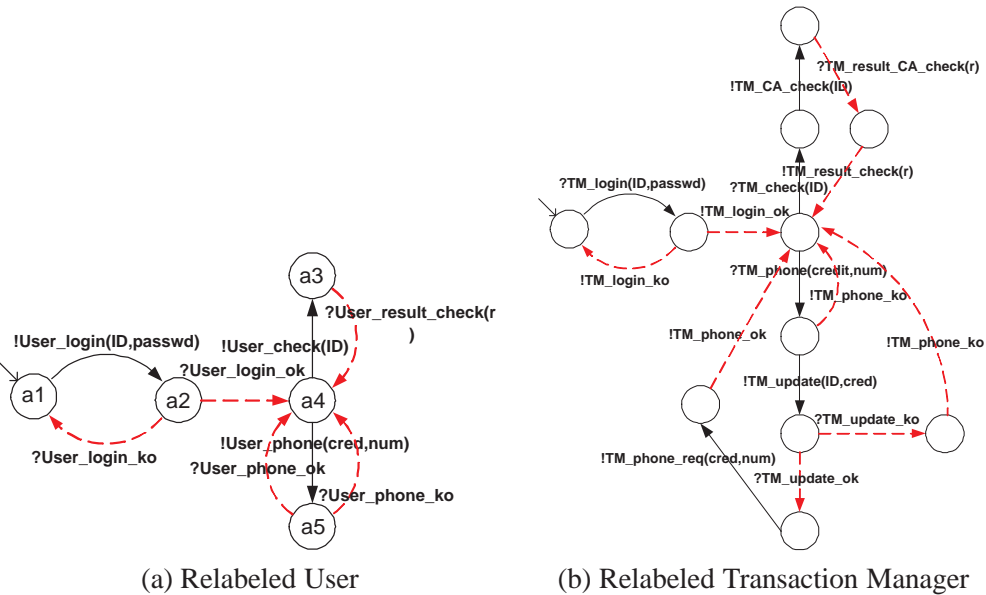 ?TM_result_CA_check(r)
!TM_CA_check(ID)
!TM_result_check(r)
?TM_check(ID)
?TM_login(ID,passwd)
!TM_login_ok
!TM_login_ko
?TM_phone(credit,num)
!TM_phone_ko
!TM_phone_ok
!TM_phone_ko
!TM_update(ID,cred)
?TM_update_ko
!TM_phone_req(cred,num)
?TM_update_ok
a3
?User_result_check(r
)
!User_login(ID,passwd)
!User_check(ID)
?User_login_ok
a1
a2
a4
!User_phone(cred,num)
?User_login_ko
?User_phone_ok
?User_phone_ko
a5
(a) Relabeled User
(b) Relabeled Transaction Manager